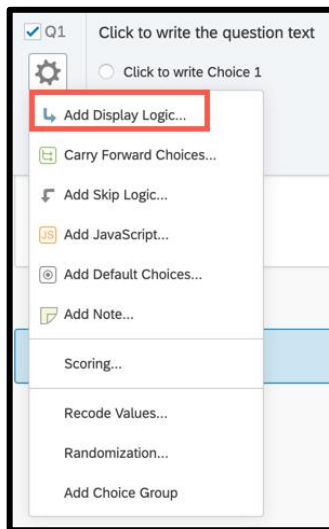 Q1 Click to write the question text
Click to write Choice 1
Add Display Logic...
Carry Forward Choices...
Add Skip Logic...
JS Add JavaScript...
Add Default Choices...
Add Note...
Scoring...
Recode Values...
Randomization...
Add Choice Group